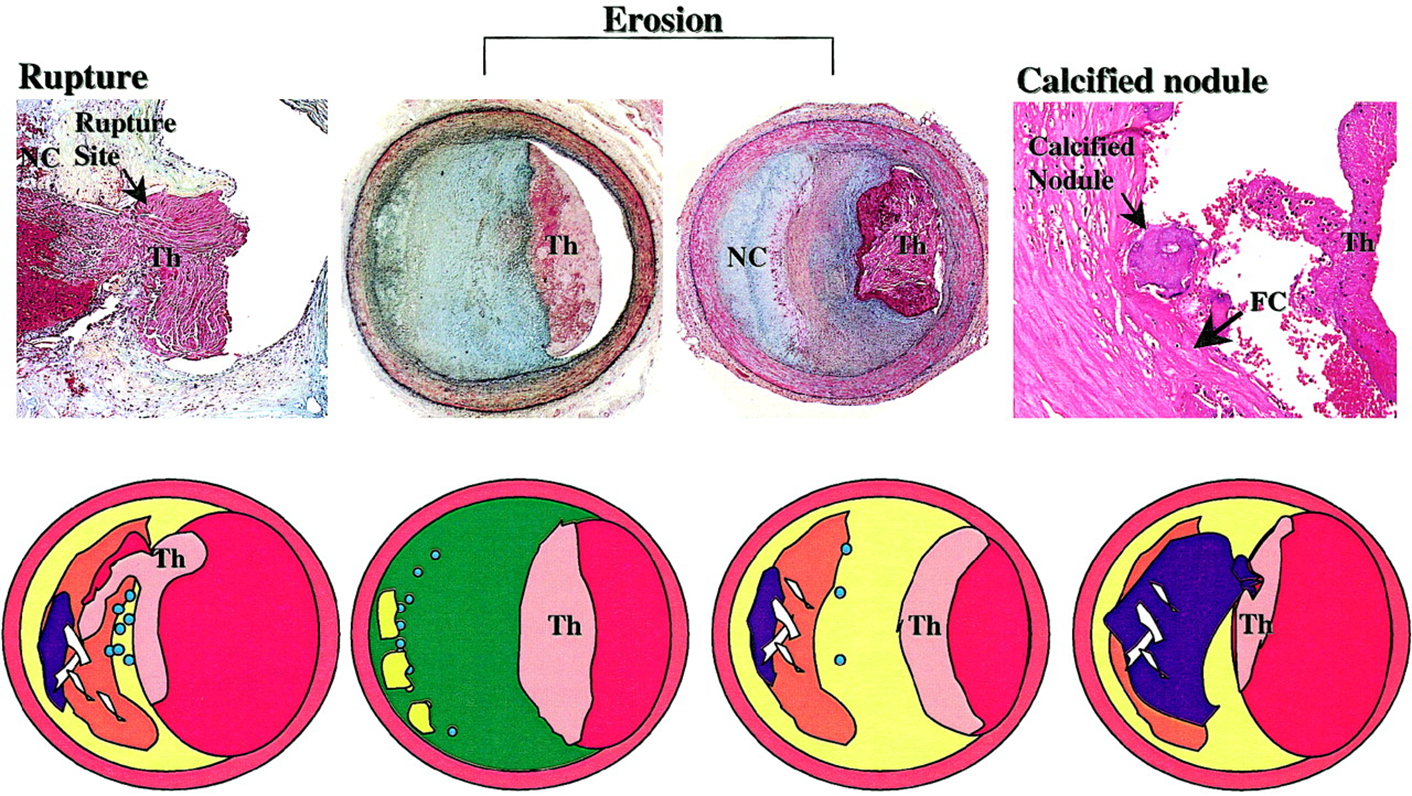 Erosion
Rupture
Calcified nodule
Rupture
NC Site
Th
Th
NC
Th
Calcified
Nodule
Th
FC
Th
Th
Th
Th